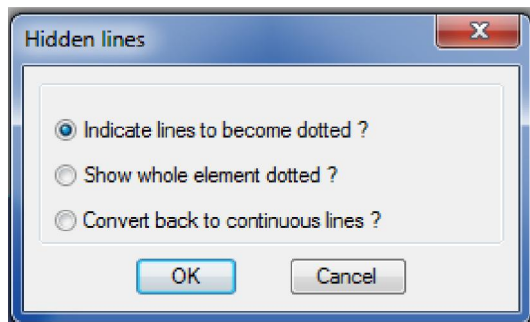 Hidden lines
Indicate lines to become dotted ?
Show whole element dotted ?
Convert back to continuous lines ?
OK Cancel